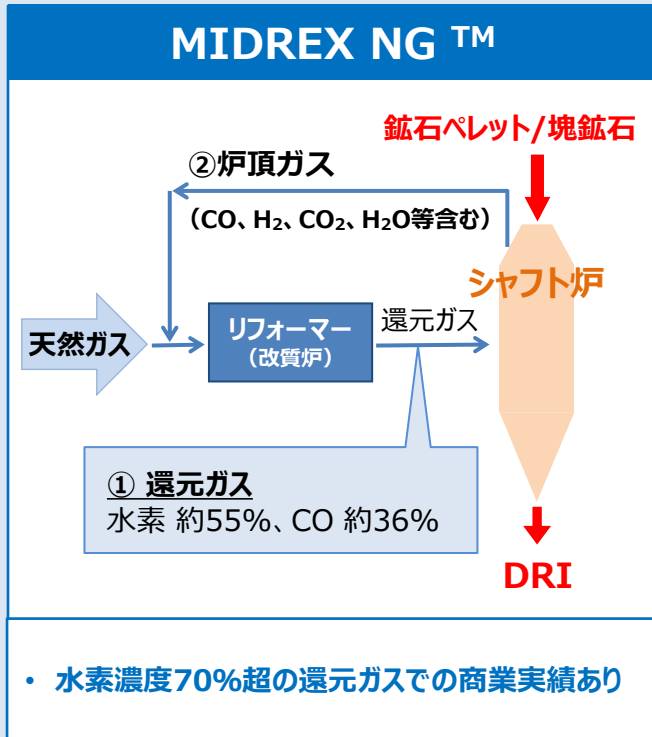 MIDREX NG ™
鉱石ペレット/塊鉱石
②炉頂ガス
（CO、H₂、CO₂、H₂O等含む）
シャフト炉
天然ガス
リフォーマー
（改質炉）
還元ガス
① 還元ガス
水素 約55%、CO 約36%
DRI
• 水素濃度70%超の還元ガスでの商業実績あり